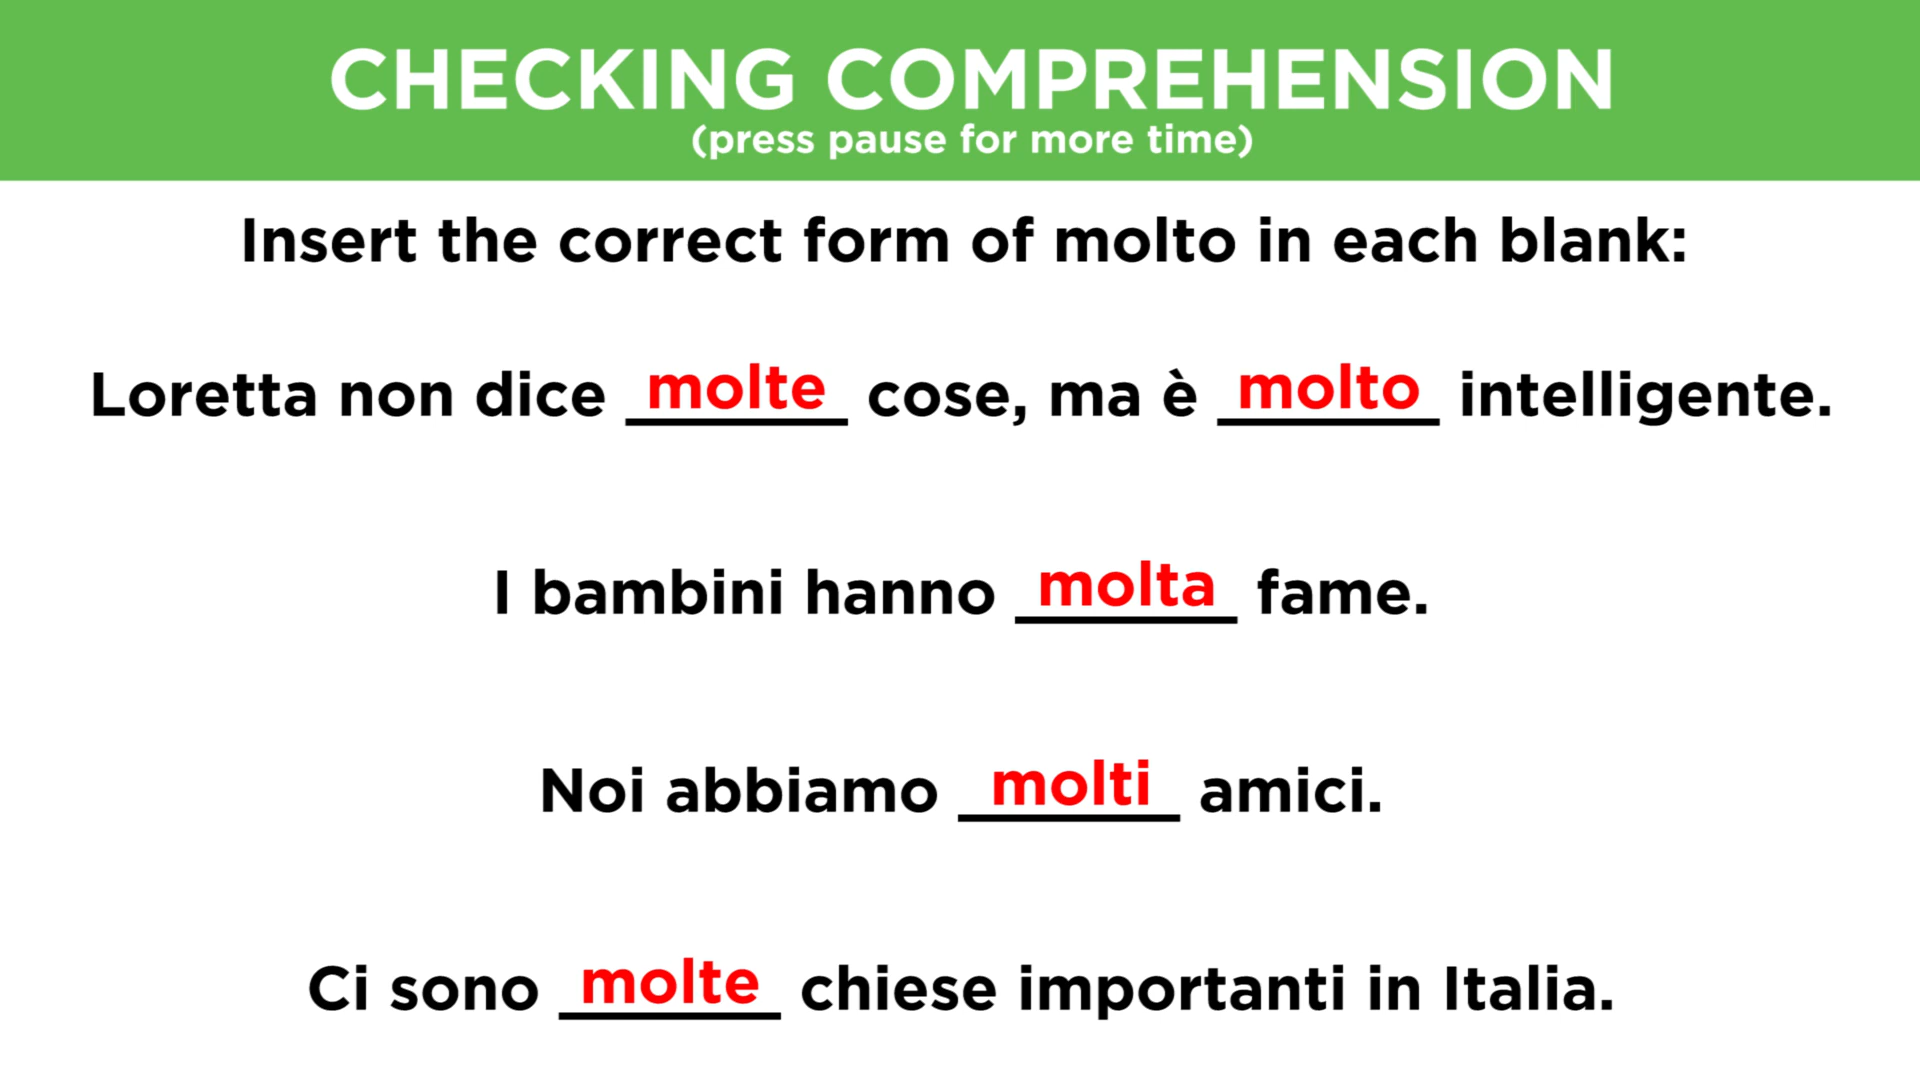 CHECKING COMPREHENSION
(press pause for more time)
Insert the correct form of molto in each blank:
Loretta non dice molte cose, ma è molto intelligente.
I bambini hanno molta fame.
Noi abbiamo molti amici.
Ci sono molte chiese importanti in Italia.